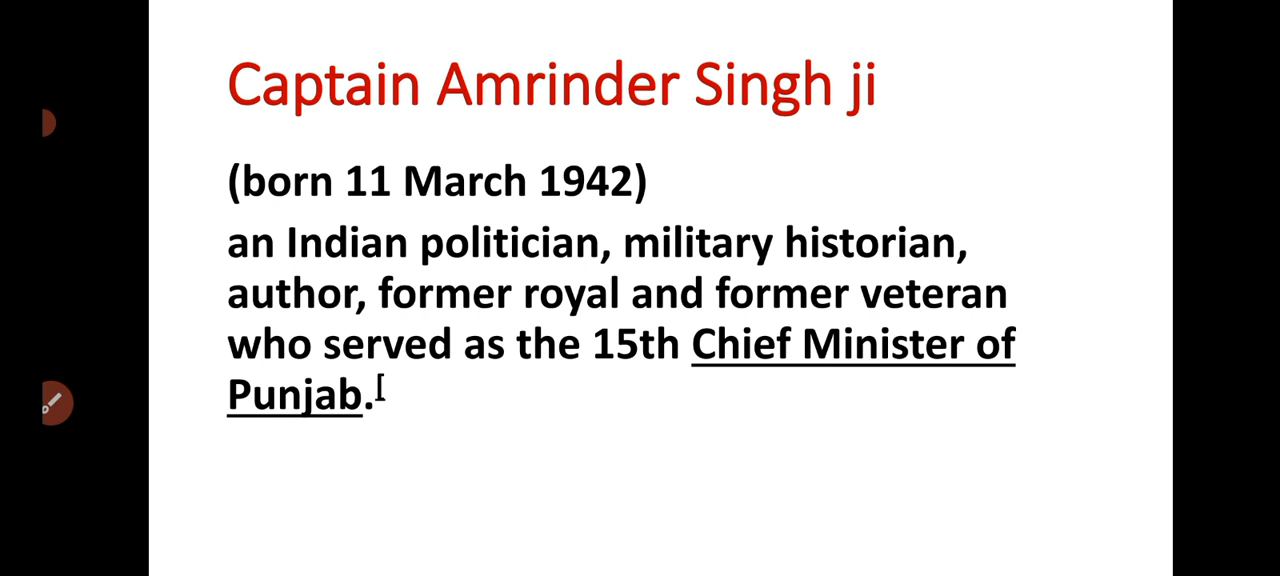 Captain Amrinder Singh ji
(born 11 March 1942)
an Indian politician, military historian,
author, former royal and former veteran
who served as the 15th Chief Minister of
Punjab.[